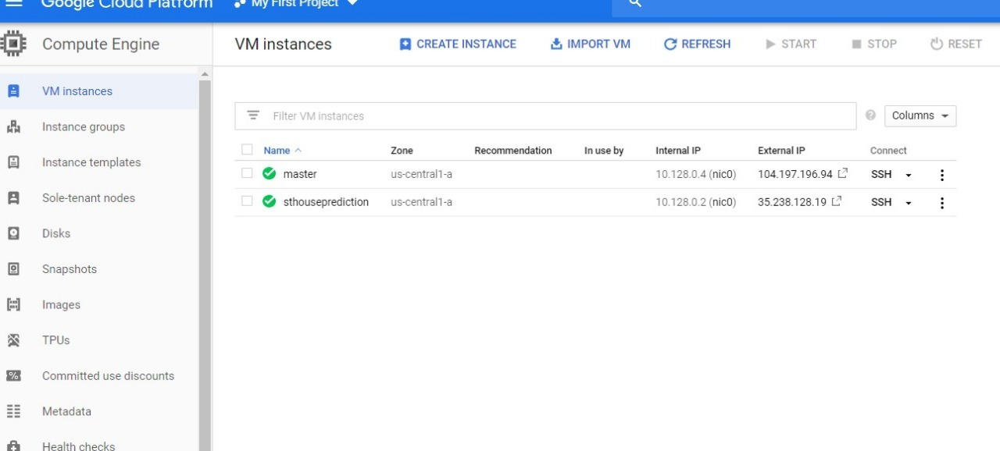 Google Cloud Platform My First Project
Compute Engine
VM instances CREATE INSTANCE IMPORT VM REFRESH START STOP RESET
VM instances
Instance groups
Instance templates
Sole-tenant nodes
Disks
Snapshots
Images
TPUs
Committed use discounts
Metadata
Health checks
Filter VM instances Columns
Name Zone Recommendation In use by Internal IP External IP Connect
master us-central1-a 10.128.0.4 (nic0) 104.197.196.94 SSH
sthouseprediction us-central1-a 10.128.0.2 (nic0) 35.238.128.19 SSH